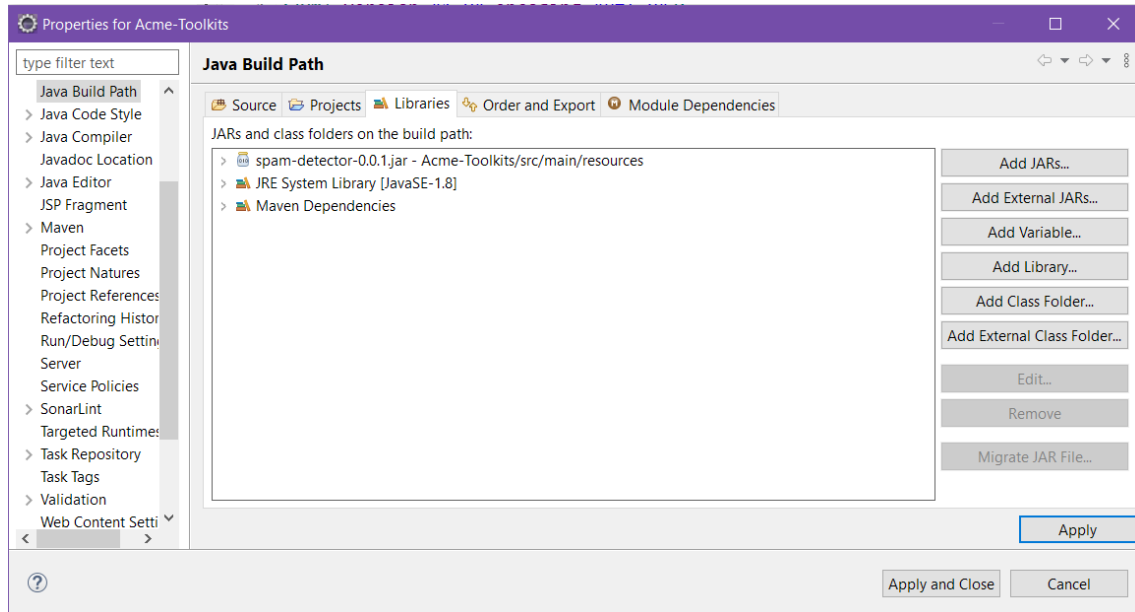 Properties for Acme-Toolkits
type filter text
Java Build Path
Java Code Style
Java Compiler
Javadoc Location
Java Editor
JSP Fragment
Maven
Project Facets
Project Natures
Project References
Refactoring Histor
Run/Debug Settin
Server
Service Policies
SonarLint
Targeted Runtimes
Task Repository
Task Tags
Validation
Web Content Setti
Java Build Path
Source Projects Libraries Order and Export Module Dependencies
JARs and class folders on the build path:
spam-detector-0.0.1.jar - Acme-Toolkits/src/main/resources
JRE System Library [JavaSE-1.8]
Maven Dependencies
Add JARs...
Add External JARs...
Add Variable...
Add Library...
Add Class Folder...
Add External Class Folder...
Edit...
Remove
Migrate JAR File...
Apply
Apply and Close Cancel